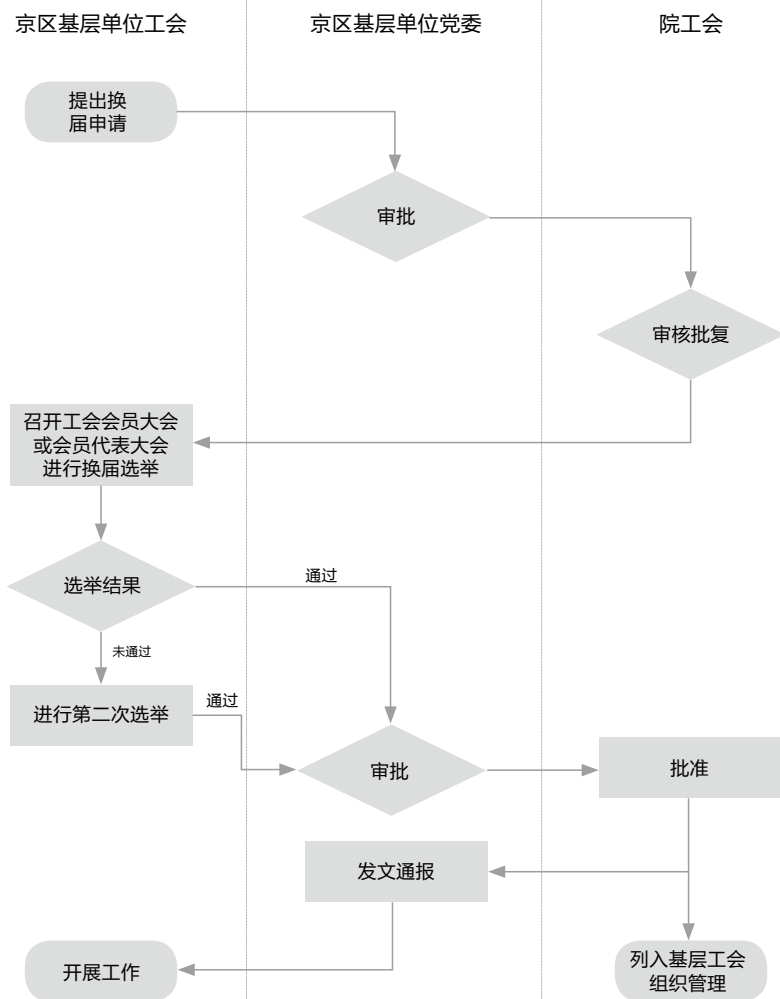 京区基层单位工会
京区基层单位党委
院工会
提出换
届申请
审批
审核批复
召开工会会员大会
或会员代表大会
进行换届选举
选举结果
通过
未通过
进行第二次选举
通过
审批
批准
发文通报
开展工作
列入基层工会
组织管理